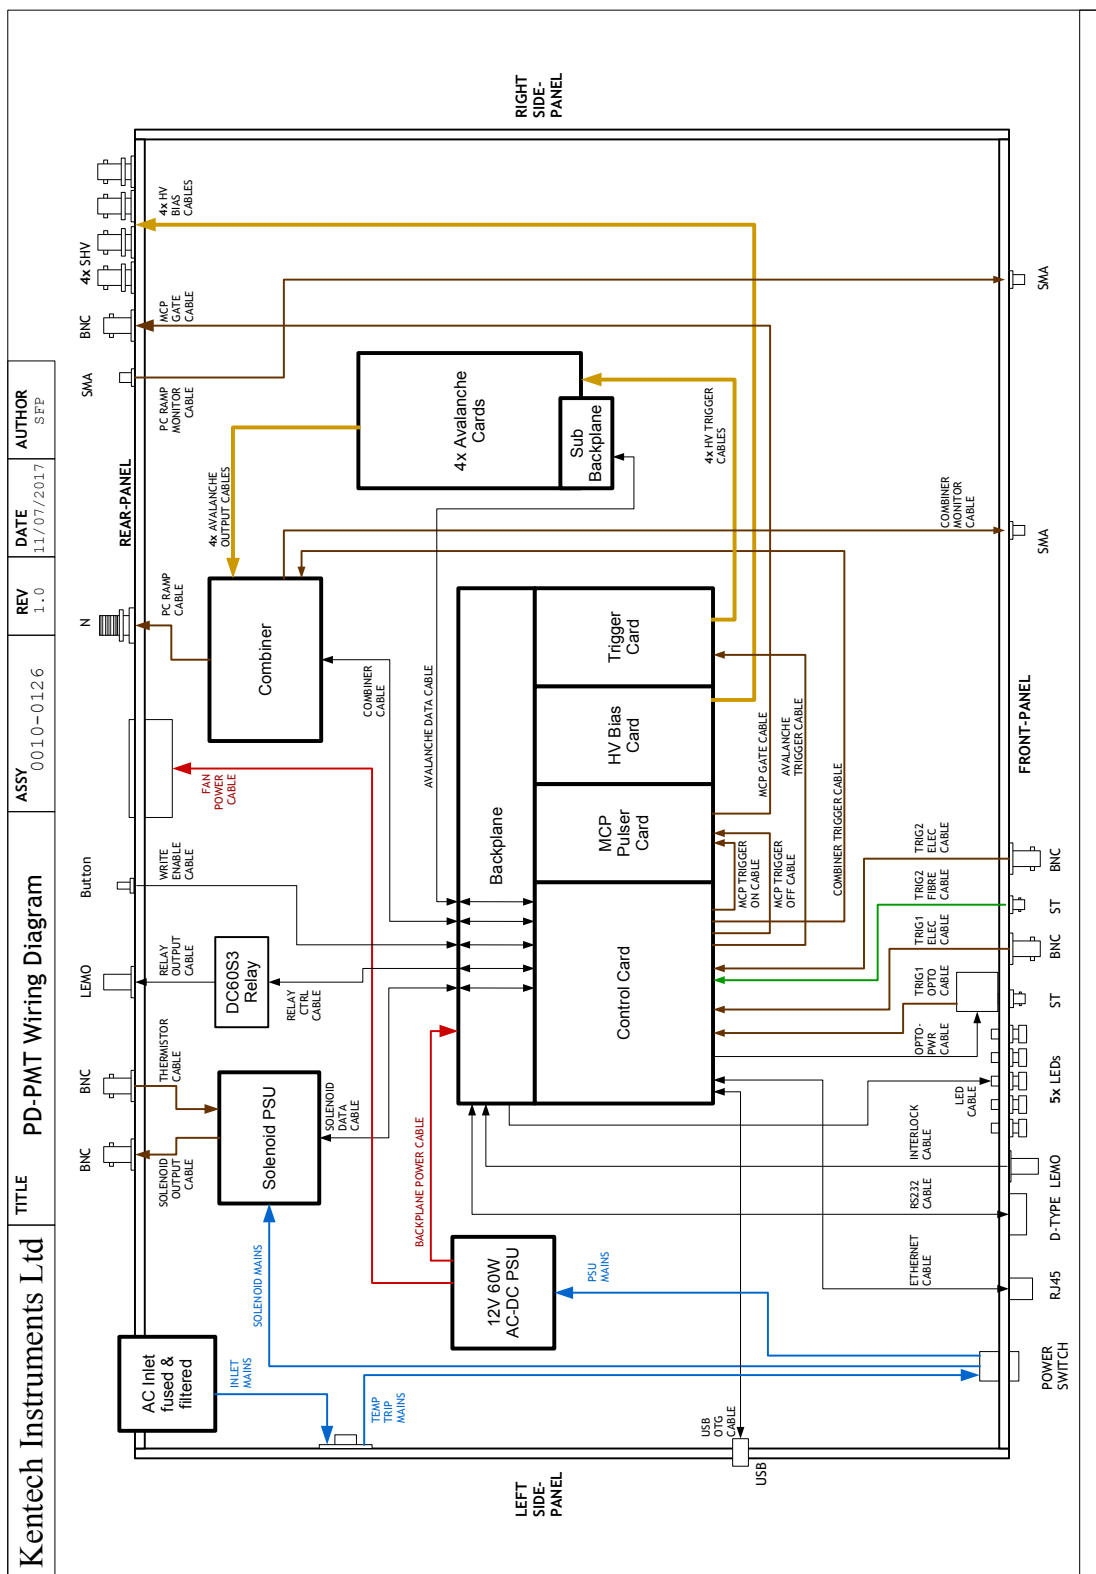 Kentech Instruments Ltd
TITLE
PD-PMT Wiring Diagram
ASSY
0010-0126
REV
1.0
DATE
11/07/2017
AUTHOR
SFP
BNC
BNC
LEMO
Button
N
REAR-PANEL
SMA
BNC
4x SHV
SOLENOID
OUTPUT
CABLE
THERMISTOR
CABLE
RELAY
OUTPUT
CABLE
WRITE
ENABLE
CABLE
FAN
POWER
CABLE
PC RAMP
CABLE
4x AVALANCHE
OUTPUT CABLES
PC RAMP
MONITOR
CABLE
MCP
GATE
CABLE
4x HV
BIAS
CABLES
AC Inlet
fused &
filtered
INLET
MAINS
SOLENOID MAINS
Solenoid PSU
DC60S3
Relay
Combiner
4x Avalanche
Cards
Sub
Backplane
RIGHT
SIDE-
PANEL
SOLENOID
DATA
CABLE
RELAY
CTRL
CABLE
COMBINER
CABLE
TEMP
TRIP
MAINS
BACKPLANE POWER CABLE
AVALANCHE DATA CABLE
12V 60W
AC-DC PSU
PSU
MAINS
Backplane
Control Card
MCP
Pulser
Card
HV Bias
Card
Trigger
Card
4x HV TRIGGER
CABLES
LEFT
SIDE-
PANEL
USB
OTG
CABLE
USB
MCP TRIGGER
ON CABLE
MCP TRIGGER
OFF CABLE
MCP GATE CABLE
AVALANCHE
TRIGGER CABLE
COMBINER TRIGGER CABLE
ETHERNET
CABLE
RS232
CABLE
INTERLOCK
CABLE
LED
CABLE
OPTO-
PWR
CABLE
TRIG1
OPTO
CABLE
TRIG1
ELEC
CABLE
TRIG2
FIBRE
CABLE
TRIG2
ELEC
CABLE
COMBINER
MONITOR
CABLE
POWER
SWITCH
RJ45
D-TYPE
LEMO
5x LEDs
ST
BNC
ST
BNC
FRONT-PANEL
SMA
SMA